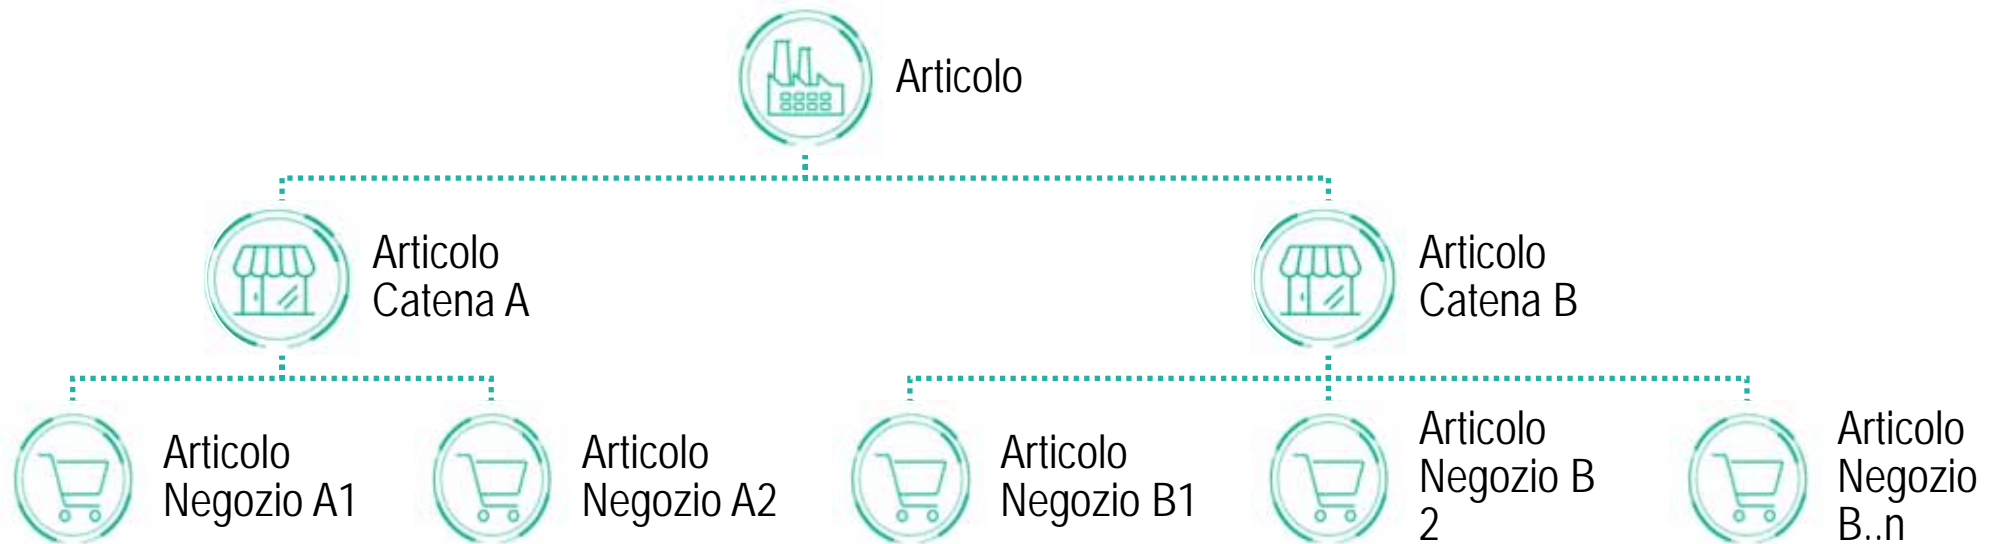 Articolo
Articolo
Catena A
Articolo
Catena B
Articolo
Negozio A1
Articolo
Negozio A2
Articolo
Negozio B1
Articolo
Negozio B
2
Articolo
Negozio
B..n